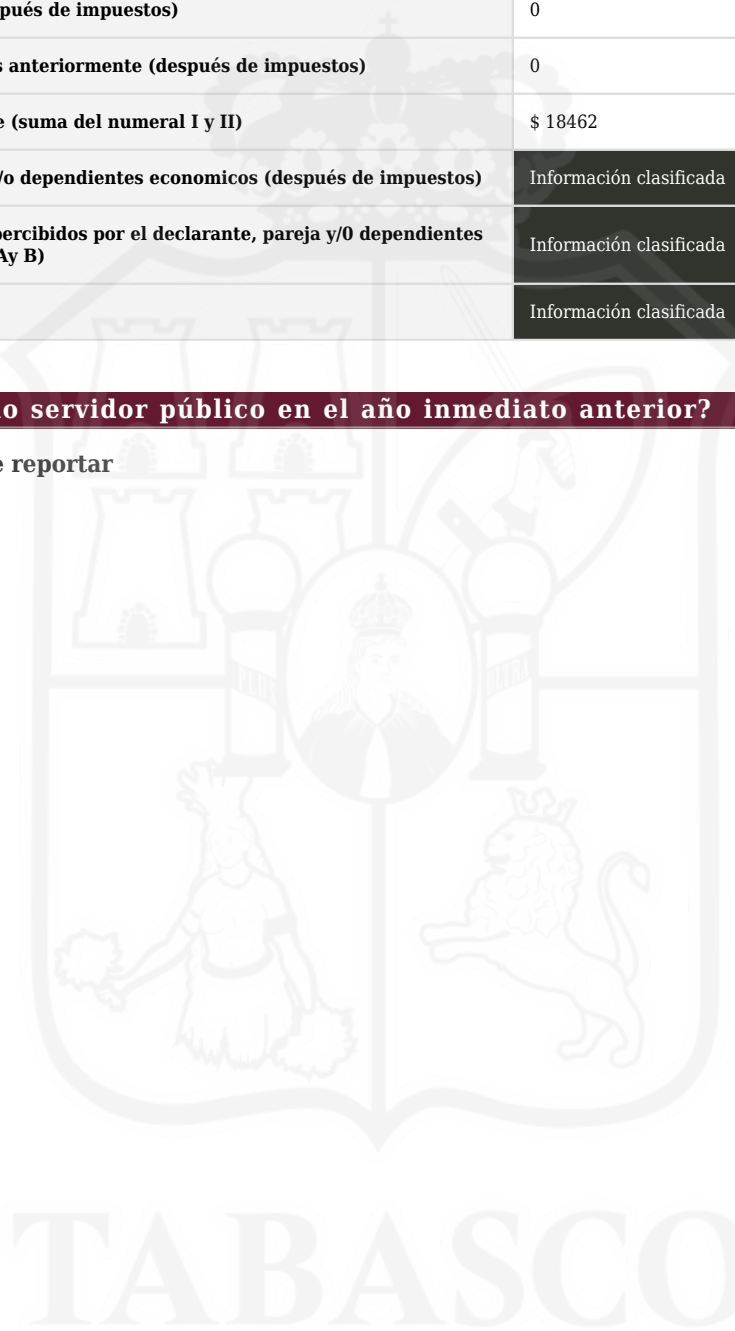 pués de impuestos)
0
s anteriormente (después de impuestos)
0
e (suma del numeral I y II)
$ 18462
/o dependientes economicos (después de impuestos)
Información clasificada
percibidos por el declarante, pareja y/0 dependientes
Ay B)
Información clasificada
Información clasificada
o servidor público en el año inmediato anterior?
e reportar
PLUS
ULTRA
TABASCO